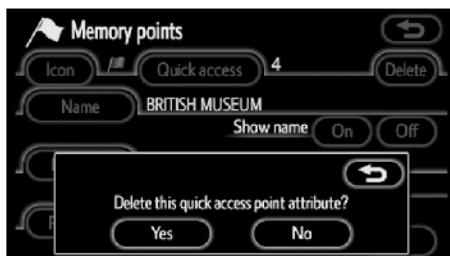 Memory points
Icon Quick access 4 Delete
Name BRITISH MUSEUM
Show name On Off
Delete this quick access point attribute?
Yes No